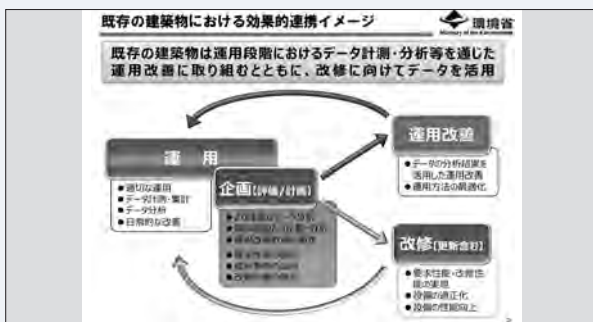 既存の建築物における効果的連携イメージ
環境省
Ministry of the Environment
既存の建築物は運用段階におけるデータ計測・分析等を通じた
運用改善に取り組むとともに、改修に向けてデータを活用
運用
●適切な運用
●データ計測・集計
●データ分析
●日常的な改善
企画【評価/計画】
運用改善
●データの分析結果を
活用した運用改善
●運用方法の最適化
改修【更新含む】
●要求性能・改修性
能の実現
●設備の適正化
●設備の性能向上